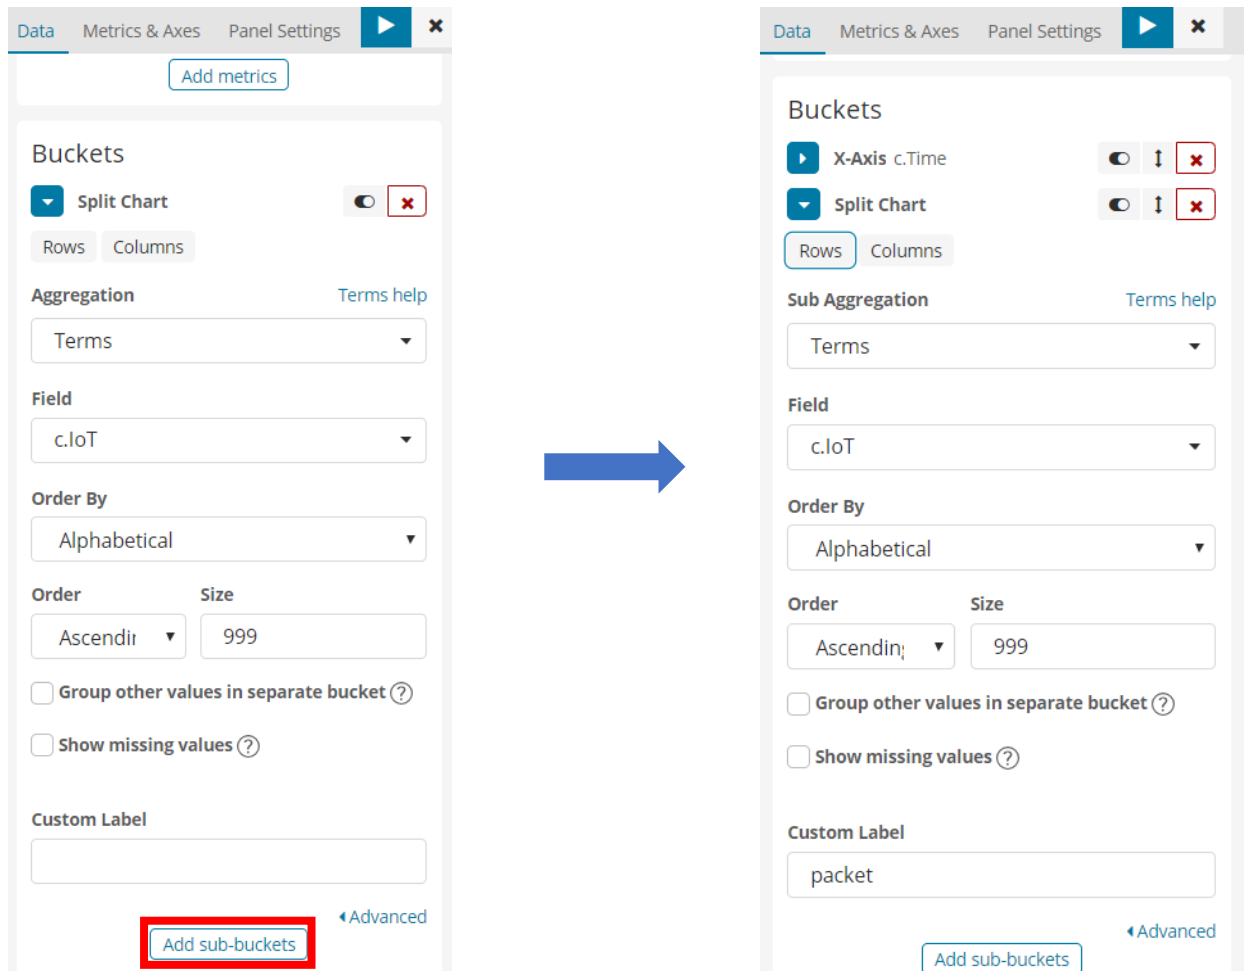 Data Metrics & Axes Panel Settings
Add metrics
Buckets
Split Chart
Rows Columns
Aggregation Terms help
Terms
Field
c.IoT
Order By
Alphabetical
Order Size
Ascendir 999
Group other values in separate bucket ?
Show missing values ?
Custom Label
Advanced
Add sub-buckets
Data Metrics & Axes Panel Settings
Buckets
X-Axis c.Time
Split Chart
Rows Columns
Sub Aggregation Terms help
Terms
Field
c.IoT
Order By
Alphabetical
Order Size
Ascending 999
Group other values in separate bucket ?
Show missing values ?
Custom Label
packet
Advanced
Add sub-buckets